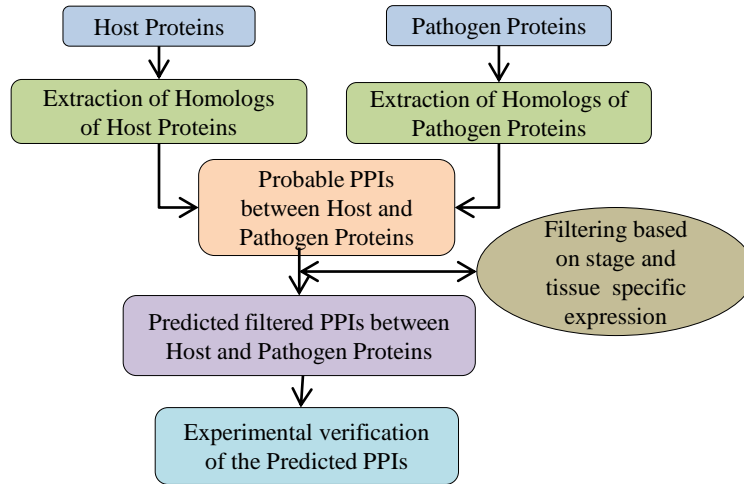 Host Proteins
Pathogen Proteins
Extraction of Homologs
of Host Proteins
Extraction of Homologs of
Pathogen Proteins
Probable PPIs
between Host and
Pathogen Proteins
Filtering based
on stage and
tissue specific
expression
Predicted filtered PPIs between
Host and Pathogen Proteins
Experimental verification
of the Predicted PPIs